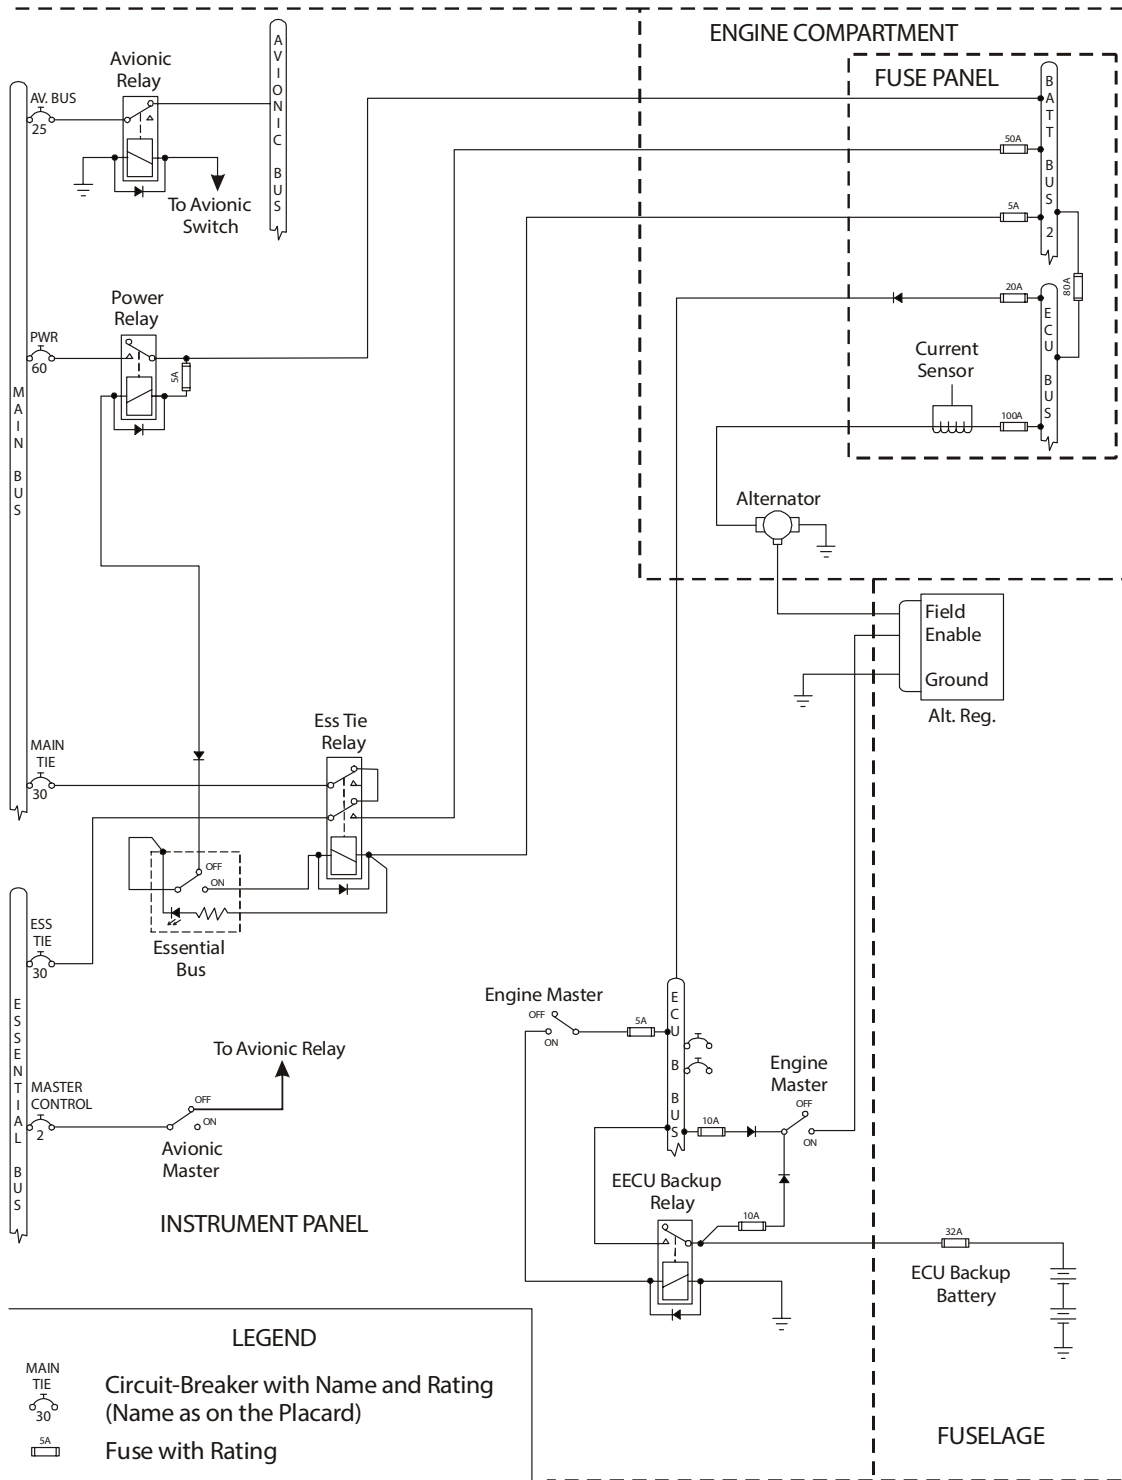 ENGINE COMPARTMENT
FUSE PANEL
Avionic
Relay
AVIONIC BUS
AV. BUS
25
To Avionic
Switch
BATT BUS 2
50A
5A
80A
20A
Power
Relay
PWR
60
5A
MAIN BUS
Current
Sensor
ECU BUS
100A
Alternator
Field
Enable
Ground
Alt. Reg.
Ess Tie
Relay
MAIN
TIE
30
OFF
ON
Essential
Bus
ESS
TIE
30
ESSENTIAL BUS
Engine Master
OFF
ON
5A
ECU B BUS
To Avionic Relay
MASTER
CONTROL
2
OFF
ON
Avionic
Master
Engine
Master
OFF
ON
10A
EECU Backup
Relay
10A
32A
ECU Backup
Battery
INSTRUMENT PANEL
LEGEND
MAIN
TIE
30
Circuit-Breaker with Name and Rating
(Name as on the Placard)
5A
Fuse with Rating
FUSELAGE